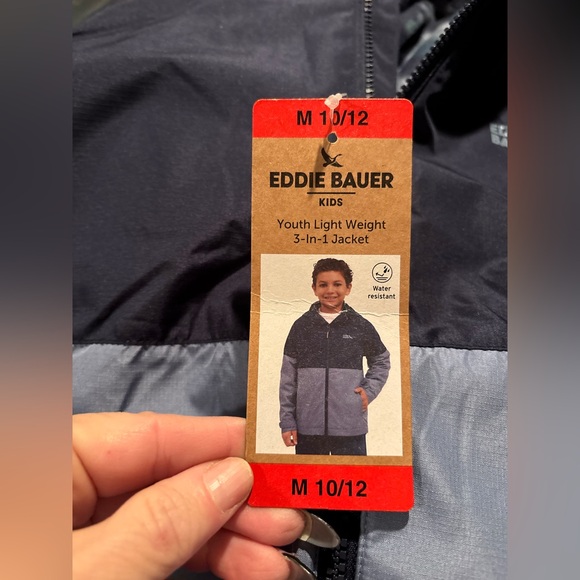 M 10/12
EDDIE BAUER
KIDS
Youth Light Weight
3-In-1 Jacket
Water
resistant
M 10/12